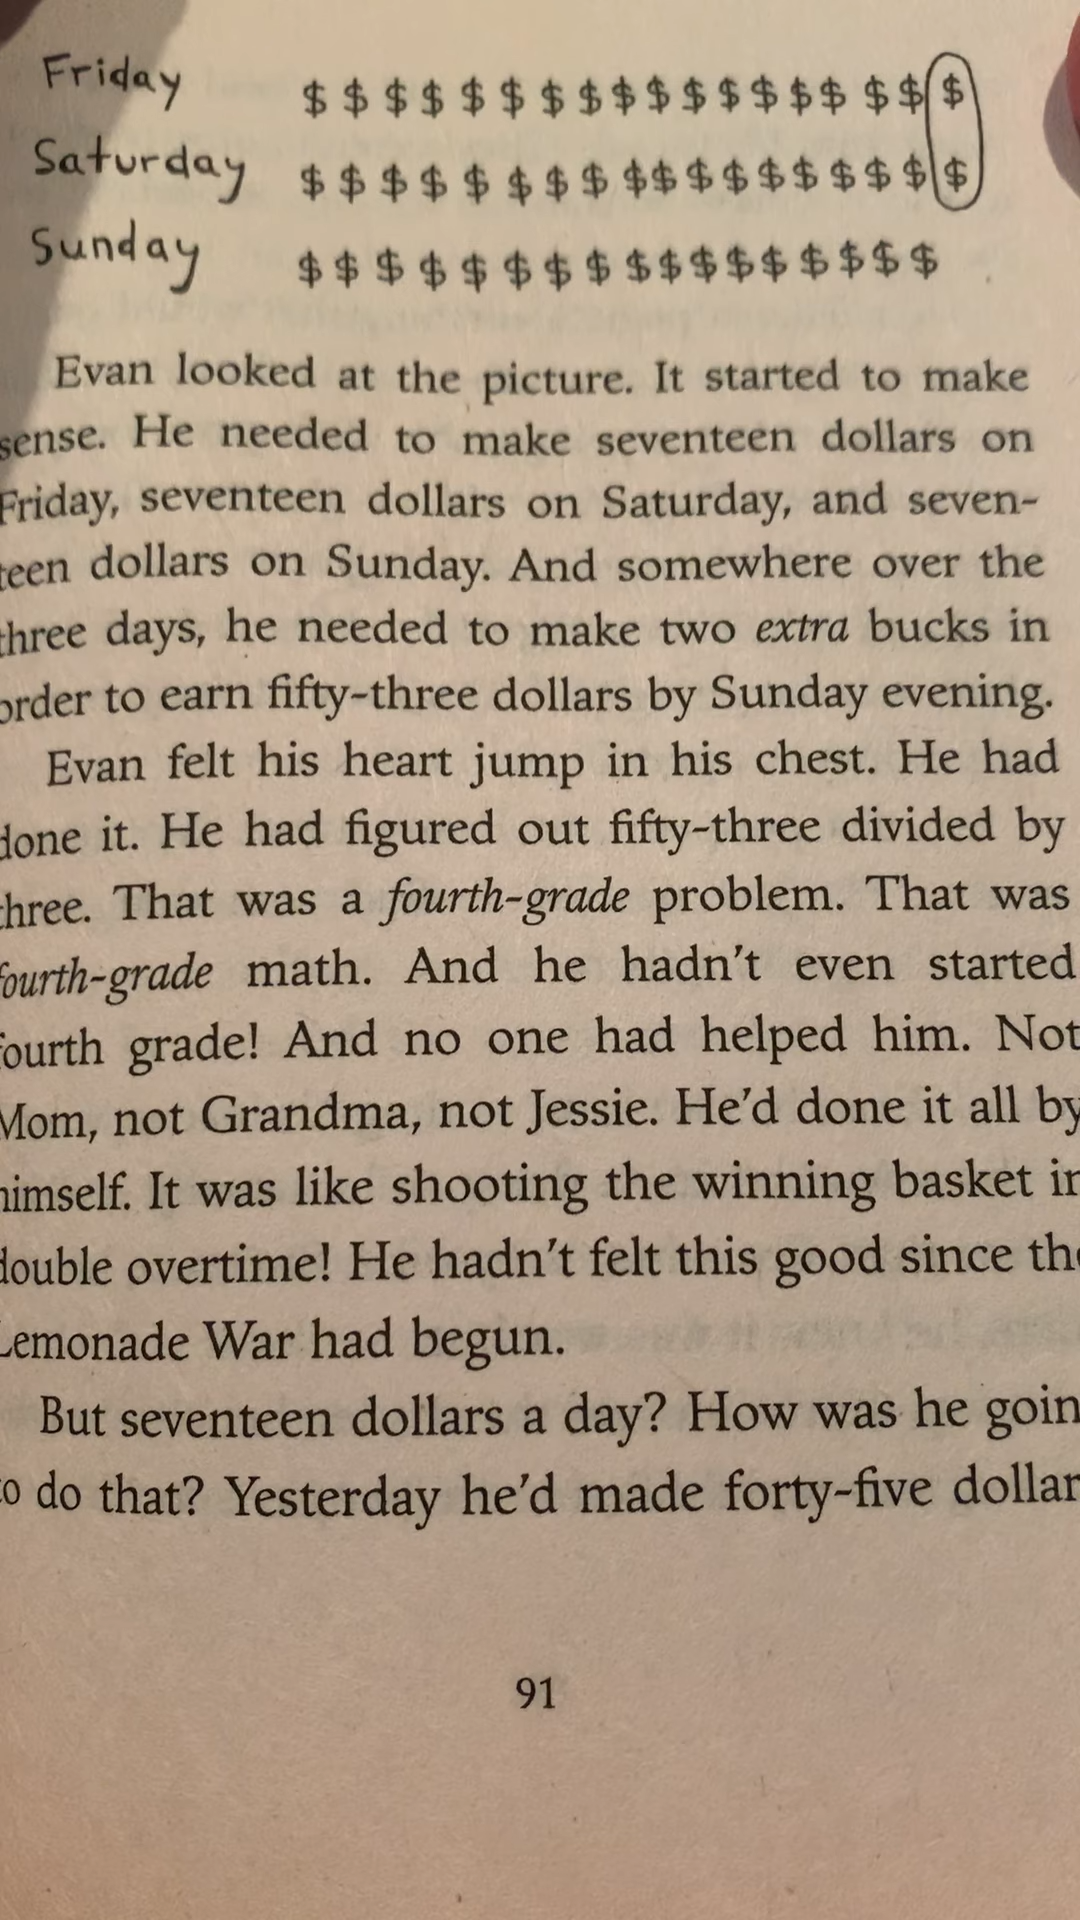 Friday $ $ $ $ $ $ $ $ $ $ $ $ $ $ $ $ $ $
Saturday $ $ $ $ $ $ $ $ $ $ $ $ $ $ $ $ $ $
Sunday $ $ $ $ $ $ $ $ $ $ $ $ $ $ $ $ $
Evan looked at the picture. It started to make
sense. He needed to make seventeen dollars on
Friday, seventeen dollars on Saturday, and seven-
teen dollars on Sunday. And somewhere over the
three days, he needed to make two extra bucks in
order to earn fifty-three dollars by Sunday evening.
Evan felt his heart jump in his chest. He had
done it. He had figured out fifty-three divided by
three. That was a fourth-grade problem. That was
fourth-grade math. And he hadn't even started
fourth grade! And no one had helped him. Not
Mom, not Grandma, not Jessie. He'd done it all by
himself. It was like shooting the winning basket in
double overtime! He hadn't felt this good since the
Lemonade War had begun.
But seventeen dollars a day? How was he goin
to do that? Yesterday he'd made forty-five dollar
91